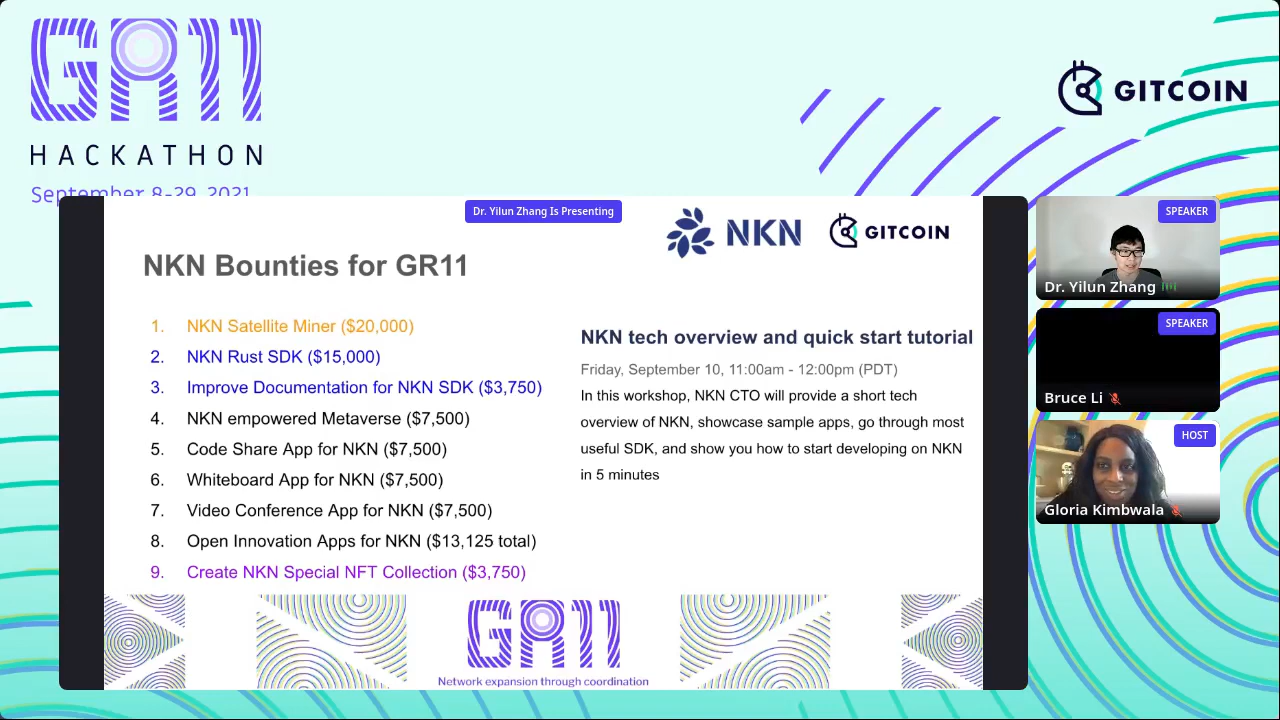 GR11
HACKATHON
September 8-29, 2021
GITCOIN
Dr. Yilun Zhang Is Presenting
NKN
GITCOIN
NKN Bounties for GR11
1. NKN Satellite Miner ($20,000)
2. NKN Rust SDK ($15,000)
3. Improve Documentation for NKN SDK ($3,750)
4. NKN empowered Metaverse ($7,500)
5. Code Share App for NKN ($7,500)
6. Whiteboard App for NKN ($7,500)
7. Video Conference App for NKN ($7,500)
8. Open Innovation Apps for NKN ($13,125 total)
9. Create NKN Special NFT Collection ($3,750)
NKN tech overview and quick start tutorial
Friday, September 10, 11:00am - 12:00pm (PDT)
In this workshop, NKN CTO will provide a short tech
overview of NKN, showcase sample apps, go through most
useful SDK, and show you how to start developing on NKN
in 5 minutes
GR11
Network expansion through coordination
SPEAKER
Dr. Yilun Zhang
SPEAKER
Bruce Li
HOST
Gloria Kimbwala